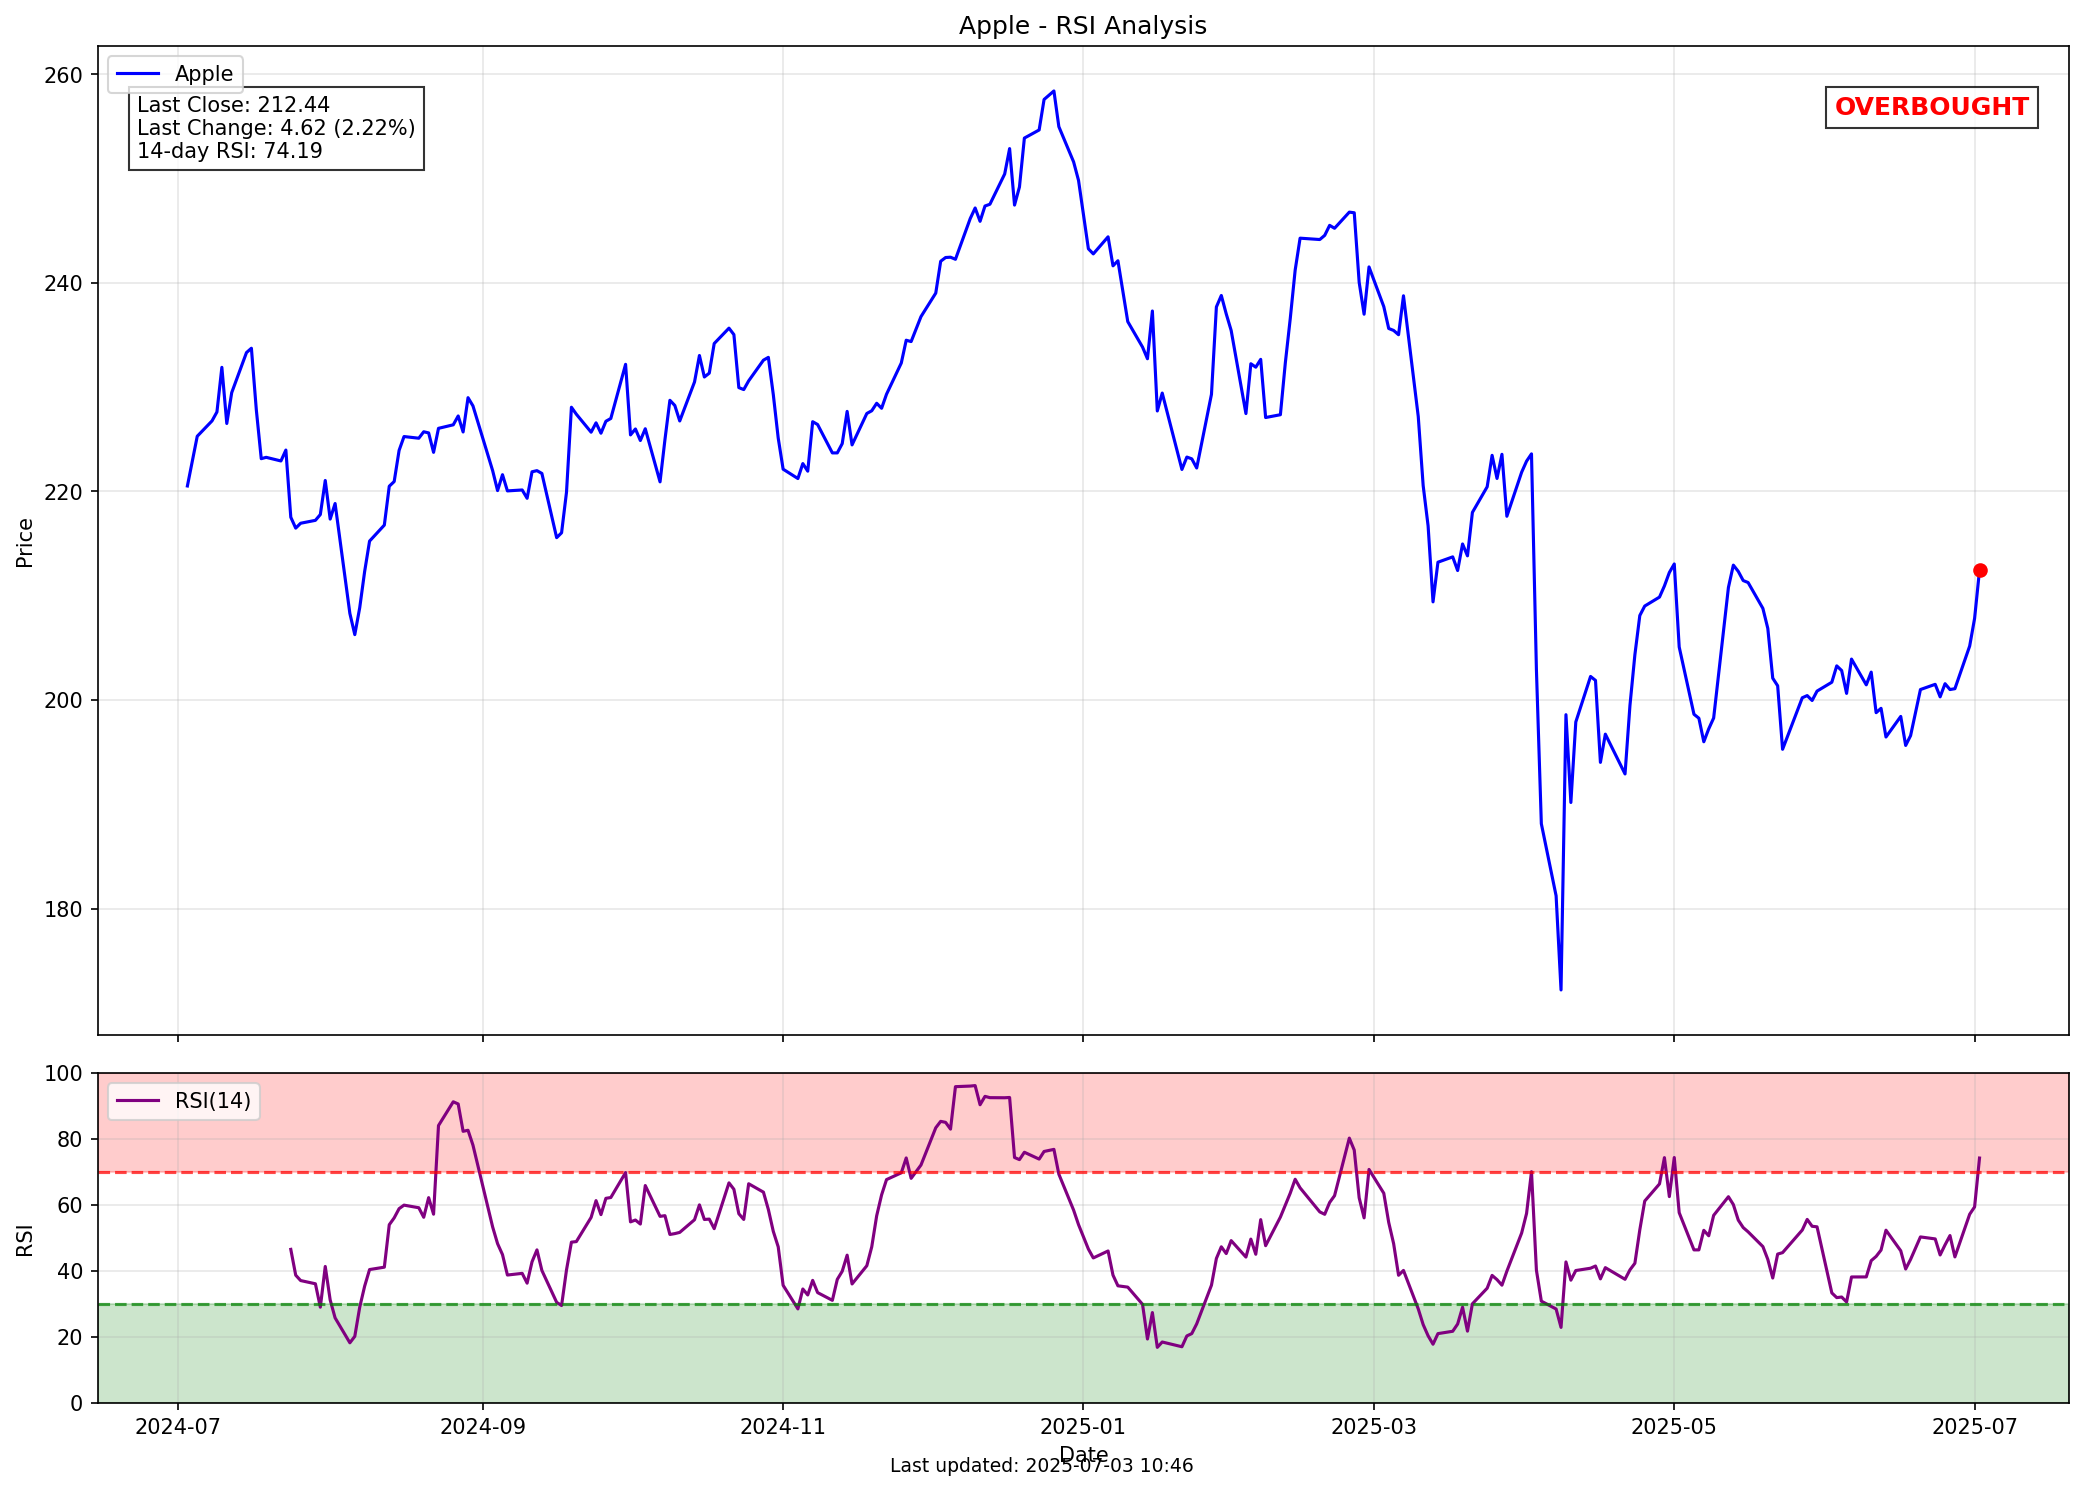 Apple - RSI Analysis
Apple
Last Close: 212.44
Last Change: 4.62 (2.22%)
14-day RSI: 74.19
OVERBOUGHT
260
240
220
200
180
Price
RSI(14)
100
80
60
40
20
0
RSI
2024-07 2024-09 2024-11 2025-01 2025-03 2025-05 2025-07
Date
Last updated: 2025-07-03 10:46